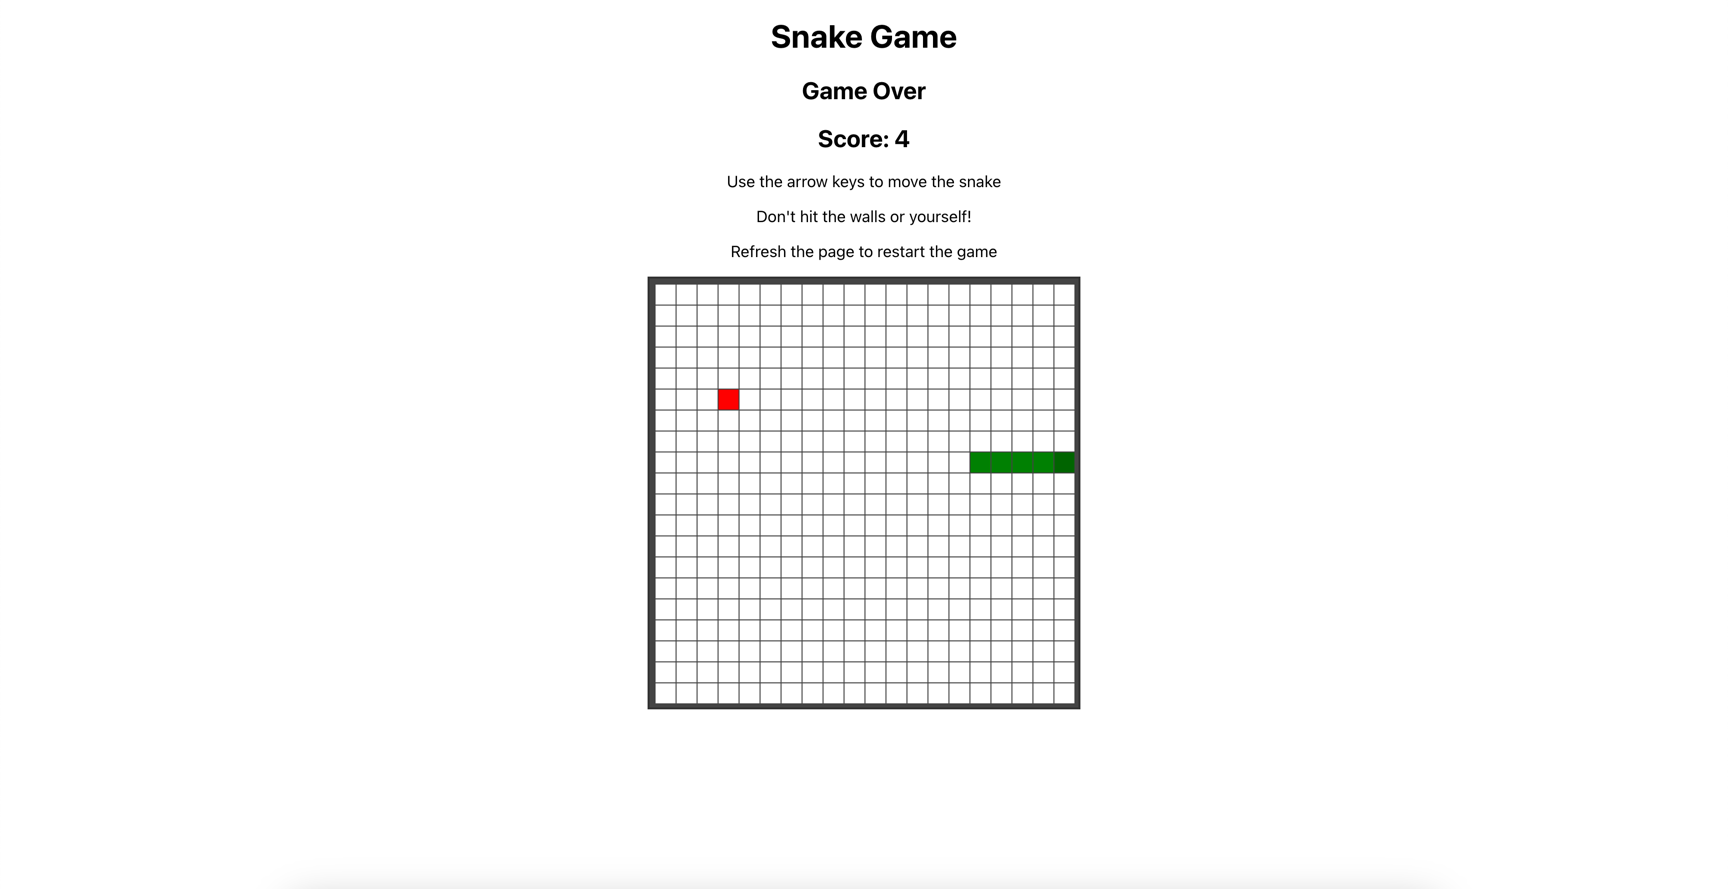 Snake Game
Game Over
Score: 4
Use the arrow keys to move the snake
Don't hit the walls or yourself!
Refresh the page to restart the game